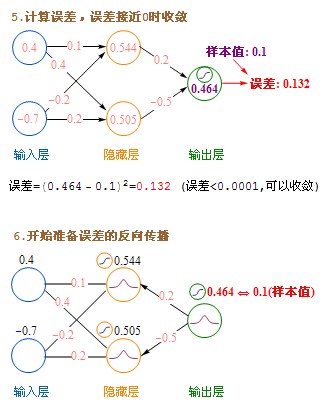 5.计算误差，误差接近0时收敛
0.4 0.1 0.544 样本值: 0.1
0.4 0.2 误差: 0.132
0.464
-0.2 -0.5
-0.7 0.2 0.505
输入层 隐藏层 输出层
误差=(0.464-0.1)²=0.132 (误差<0.0001,可以收敛)
6.开始准备误差的反向传播
0.4 0.544
0.1 0.2 0.464 ⇔ 0.1(样本值)
0.4
-0.7 0.505
-0.2 -0.5
0.2
输入层 隐藏层 输出层